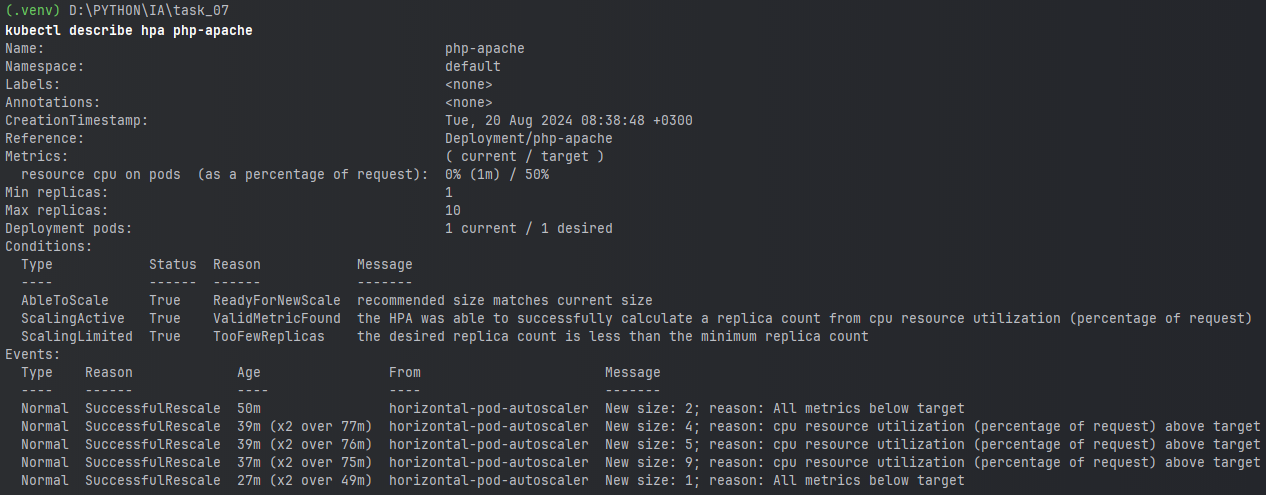 (.venv) D:\PYTHON\IA\task_07
kubectl describe hpa php-apache
Name: php-apache
Namespace: default
Labels: <none>
Annotations: <none>
CreationTimestamp: Tue, 20 Aug 2024 08:38:48 +0300
Reference: Deployment/php-apache
Metrics: ( current / target )
resource cpu on pods (as a percentage of request): 0% (1m) / 50%
Min replicas: 1
Max replicas: 10
Deployment pods: 1 current / 1 desired
Conditions:
Type Status Reason Message
---- ------ ------ -------
AbleToScale True ReadyForNewScale recommended size matches current size
ScalingActive True ValidMetricFound the HPA was able to successfully calculate a replica count from cpu resource utilization (percentage of request)
ScalingLimited True TooFewReplicas the desired replica count is less than the minimum replica count
Events:
Type Reason Age From Message
---- ------ ---- ---- -------
Normal SuccessfulRescale 50m horizontal-pod-autoscaler New size: 2; reason: All metrics below target
Normal SuccessfulRescale 39m (x2 over 77m) horizontal-pod-autoscaler New size: 4; reason: cpu resource utilization (percentage of request) above target
Normal SuccessfulRescale 39m (x2 over 76m) horizontal-pod-autoscaler New size: 5; reason: cpu resource utilization (percentage of request) above target
Normal SuccessfulRescale 37m (x2 over 75m) horizontal-pod-autoscaler New size: 9; reason: cpu resource utilization (percentage of request) above target
Normal SuccessfulRescale 27m (x2 over 49m) horizontal-pod-autoscaler New size: 1; reason: All metrics below target